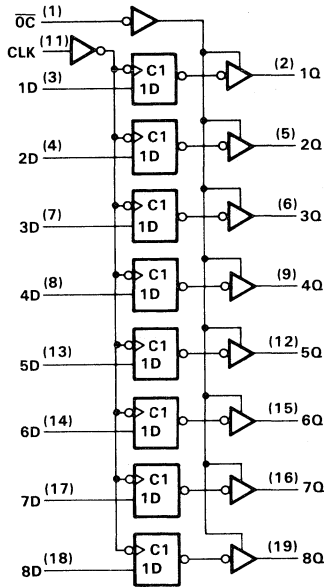 O̅C̅ (1)
CLK (11)
C1
1D (3) 1D (2) 1Q
C1
2D (4) 1D (5) 2Q
C1
3D (7) 1D (6) 3Q
C1
4D (8) 1D (9) 4Q
C1
5D (13) 1D (12) 5Q
C1
6D (14) 1D (15) 6Q
C1
7D (17) 1D (16) 7Q
C1
8D (18) 1D (19) 8Q